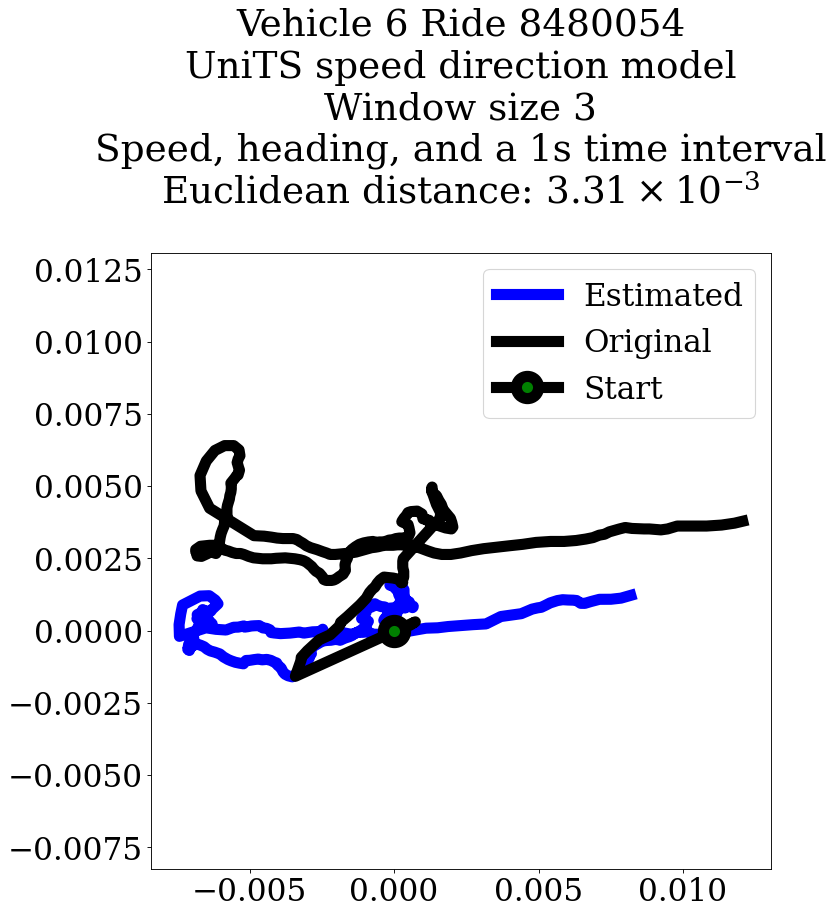 Vehicle 6 Ride 8480054
UniTS speed direction model
Window size 3
Speed, heading, and a 1s time interval
Euclidean distance: 3.31 × 10⁻³
0.0125
0.0100
0.0075
0.0050
0.0025
0.0000
−0.0025
−0.0050
−0.0075
Estimated
Original
Start
−0.005 0.000 0.005 0.010